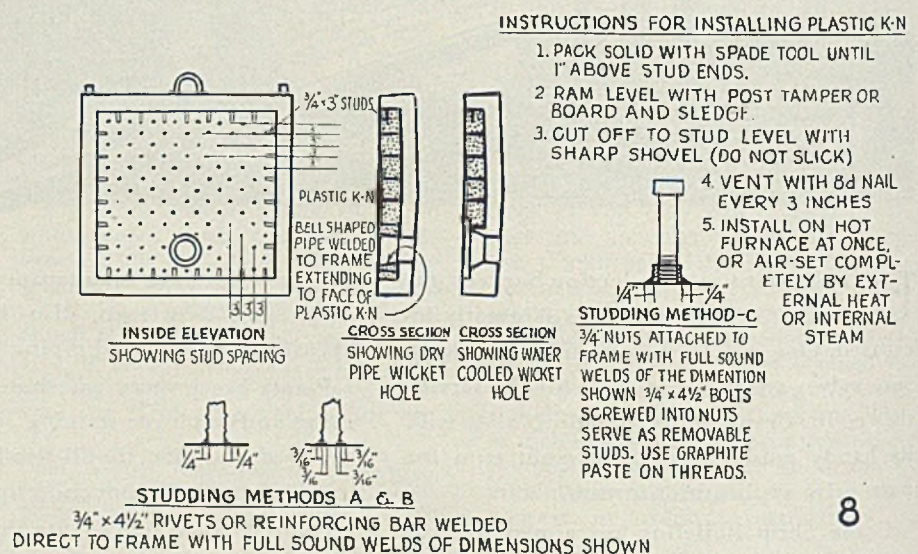 INSTRUCTIONS FOR INSTALLING PLASTIC K-N
1. PACK SOLID WITH SPADE TOOL UNTIL
1" ABOVE STUD ENDS.
2 RAM LEVEL WITH POST TAMPER OR
BOARD AND SLEDGE.
3. CUT OFF TO STUD LEVEL WITH
SHARP SHOVEL (DO NOT SLICK)
4. VENT WITH 8d NAIL
EVERY 3 INCHES
5. INSTALL ON HOT
FURNACE AT ONCE,
OR AIR-SET COMPL-
ETELY BY EXT-
ERNAL HEAT
OR INTERNAL
STEAM
3/4" × 3" STUDS
PLASTIC K-N
BELL SHAPED
PIPE WELDED
TO FRAME
EXTENDING
TO FACE OF
PLASTIC K-N
3" 3" 3"
INSIDE ELEVATION
SHOWING STUD SPACING
CROSS SECTION
SHOWING DRY
PIPE WICKET
HOLE
CROSS SECTION
SHOWING WATER
COOLED WICKET
HOLE
1/4" 1/4"
STUDDING METHOD-C
3/4" NUTS ATTACHED TO
FRAME WITH FULL SOUND
WELDS OF THE DIMENTION
SHOWN 3/4" × 4 1/2" BOLTS
SCREWED INTO NUTS
SERVE AS REMOVABLE
STUDS. USE GRAPHITE
PASTE ON THREADS.
1/4" 1/4"
3/16" 3/16"
3/16" 3/16"
STUDDING METHODS A & B
3/4" × 4 1/2" RIVETS OR REINFORCING BAR WELDED
DIRECT TO FRAME WITH FULL SOUND WELDS OF DIMENSIONS SHOWN
8